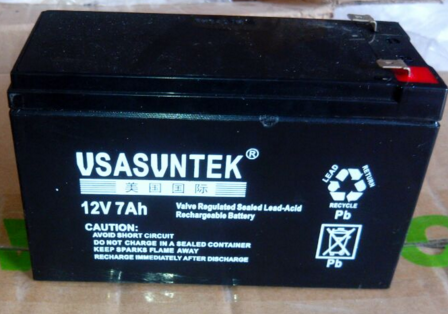 USASUNTEK®
美国国际
12V 7Ah
Valve Regulated Sealed Lead-Acid
Rechargeable Battery
CAUTION:
AVOID SHORT CIRCUIT
DO NOT CHARGE IN A SEALED CONTAINER
KEEP SPARKS FLAME AWAY
RECHARGE IMMEDIATELY AFTER DISCHARGE
LEAD
RETURN
RECYCLE
Pb
Pb